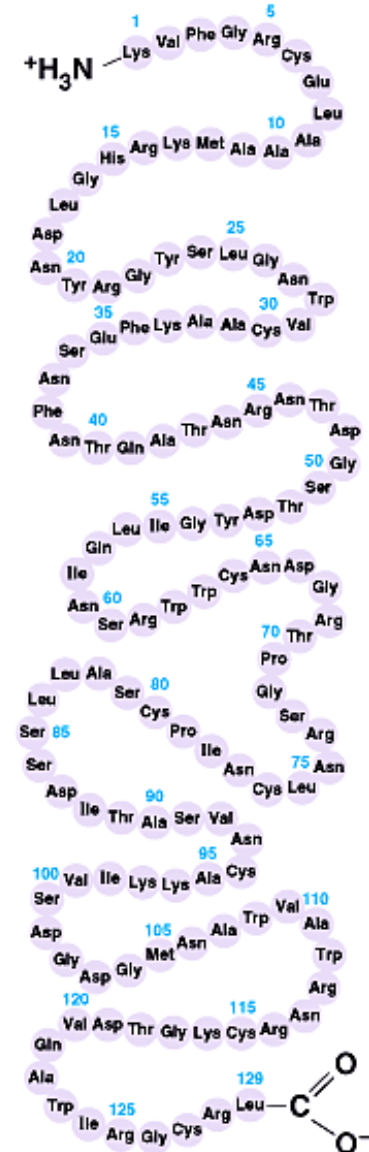 1 5
⁺H₃N Lys Val Phe Gly Arg Cys Glu Leu
10 15
Ala Ala Ala Met Lys Arg His Gly Leu Asp Asn
20 25
Tyr Arg Gly Tyr Ser Leu Gly Asn Trp
30 35
Val Cys Ala Ala Lys Phe Glu Ser Asn Phe
40 45
Asn Thr Gln Ala Thr Asn Arg Asn Thr Asp
50 55
Gly Ser Thr Asp Tyr Gly Ile Leu Gln Ile
60 65
Asn Ser Arg Trp Trp Cys Asn Asp Gly Arg
70 75
Thr Pro Gly Ser Arg Asn Leu
80
Cys Asn Ile Pro Cys Ser Ala Leu Leu
85 90
Ser Ser Asp Ile Thr Ala Ser Val Asn
95 100
Cys Ala Lys Lys Ile Val Ser Asp Gly
105 110
Asp Gly Met Asn Ala Trp Val Ala Trp Arg
115 120
Asn Arg Cys Lys Gly Thr Asp Val Gln Ala
125 129
Trp Ile Arg Gly Cys Arg Leu C O O⁻